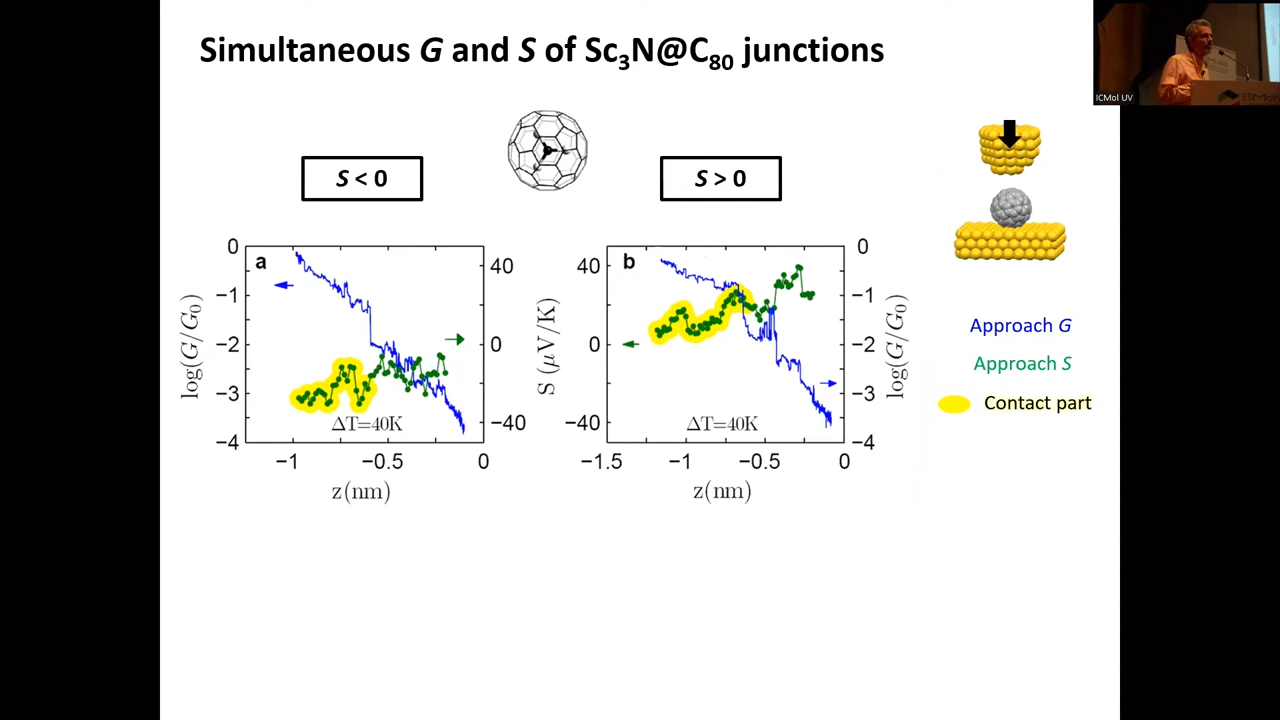 Simultaneous G and S of Sc₃N@C₈₀ junctions
ICMol UV
S < 0
S > 0
a
b
0
−1
−2
−3
−4
log(G/G₀)
40
0
−40
S (μV/K)
40
0
−40
0
−1
−2
−3
−4
log(G/G₀)
ΔT=40K
ΔT=40K
−1
−0.5
0
−1.5
−1
−0.5
0
z(nm)
z(nm)
Approach G
Approach S
Contact part